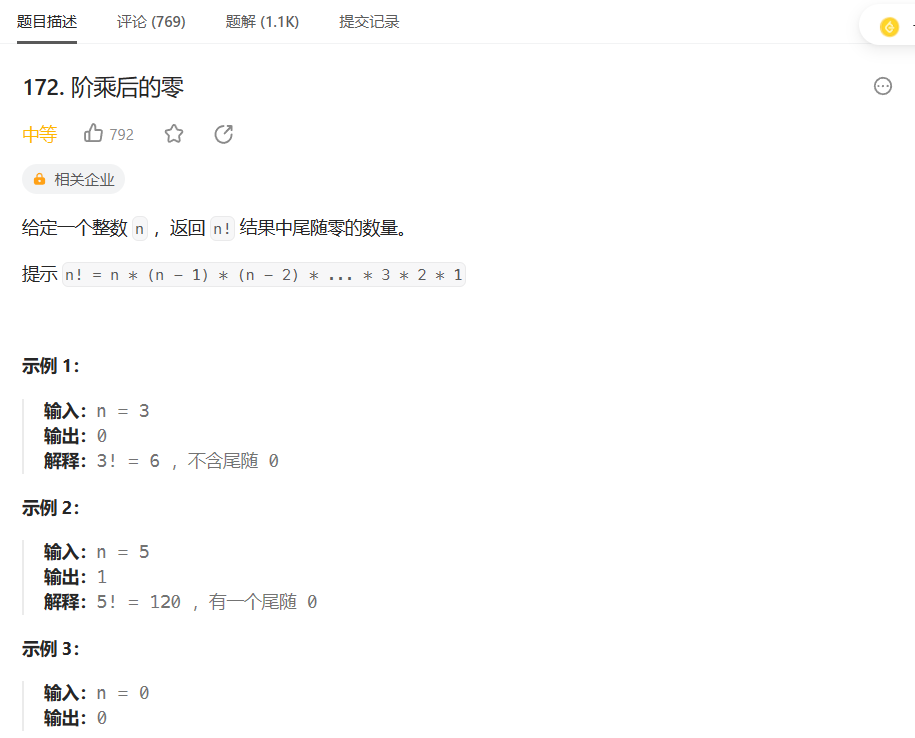 题目描述 评论 (769) 题解 (1.1K) 提交记录
172. 阶乘后的零
中等 792
相关企业
给定一个整数 n ，返回 n! 结果中尾随零的数量。
提示 n! = n * (n - 1) * (n - 2) * ... * 3 * 2 * 1
示例 1：
输入：n = 3
输出：0
解释：3! = 6 ，不含尾随 0
示例 2：
输入：n = 5
输出：1
解释：5! = 120 ，有一个尾随 0
示例 3：
输入：n = 0
输出：0